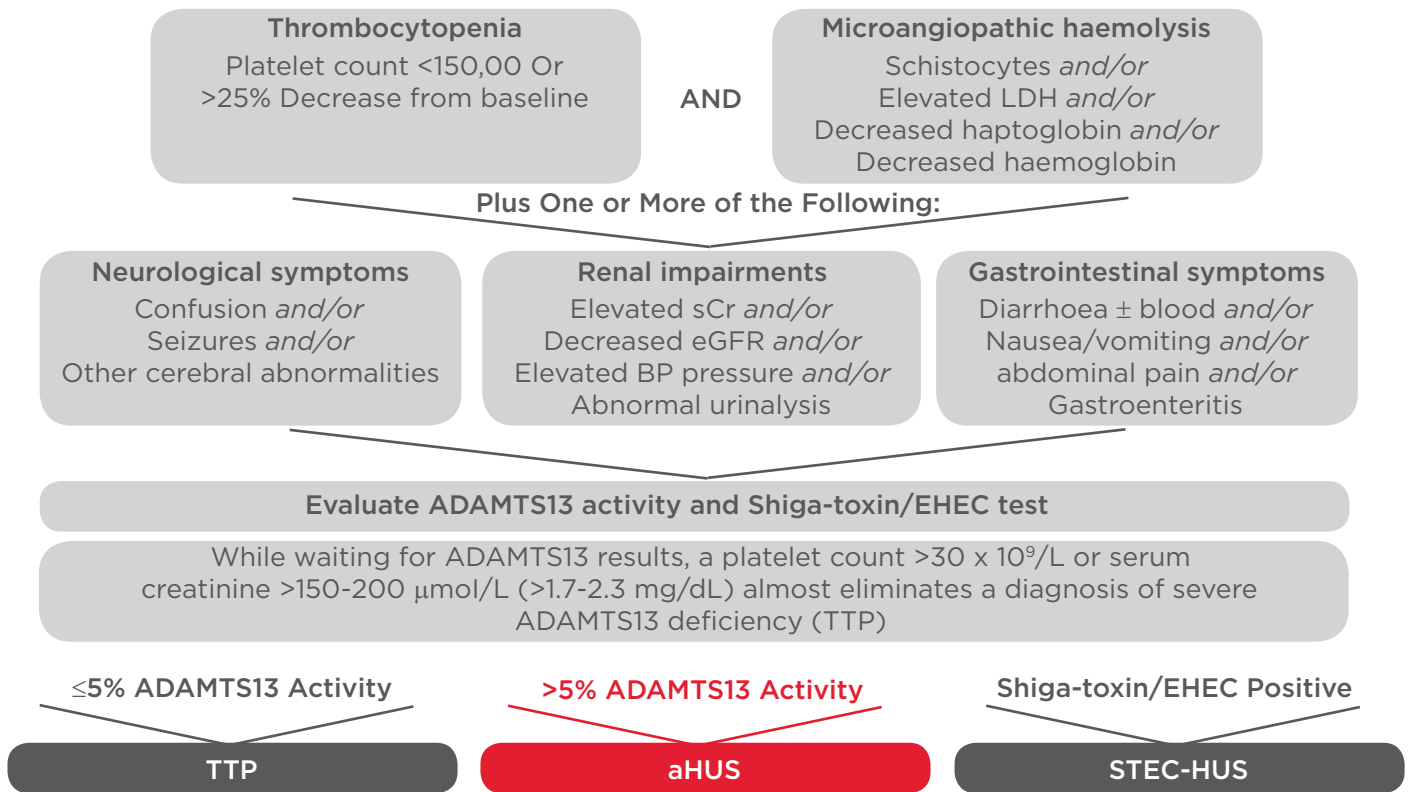 Thrombocytopenia
Platelet count <150,00 Or
>25% Decrease from baseline
AND
Microangiopathic haemolysis
Schistocytes and/or
Elevated LDH and/or
Decreased haptoglobin and/or
Decreased haemoglobin
Plus One or More of the Following:
Neurological symptoms
Confusion and/or
Seizures and/or
Other cerebral abnormalities
Renal impairments
Elevated sCr and/or
Decreased eGFR and/or
Elevated BP pressure and/or
Abnormal urinalysis
Gastrointestinal symptoms
Diarrhoea ± blood and/or
Nausea/vomiting and/or
abdominal pain and/or
Gastroenteritis
Evaluate ADAMTS13 activity and Shiga-toxin/EHEC test
While waiting for ADAMTS13 results, a platelet count >30 x 10⁹/L or serum
creatinine >150-200 μmol/L (>1.7-2.3 mg/dL) almost eliminates a diagnosis of severe
ADAMTS13 deficiency (TTP)
≤5% ADAMTS13 Activity
TTP
>5% ADAMTS13 Activity
aHUS
Shiga-toxin/EHEC Positive
STEC-HUS